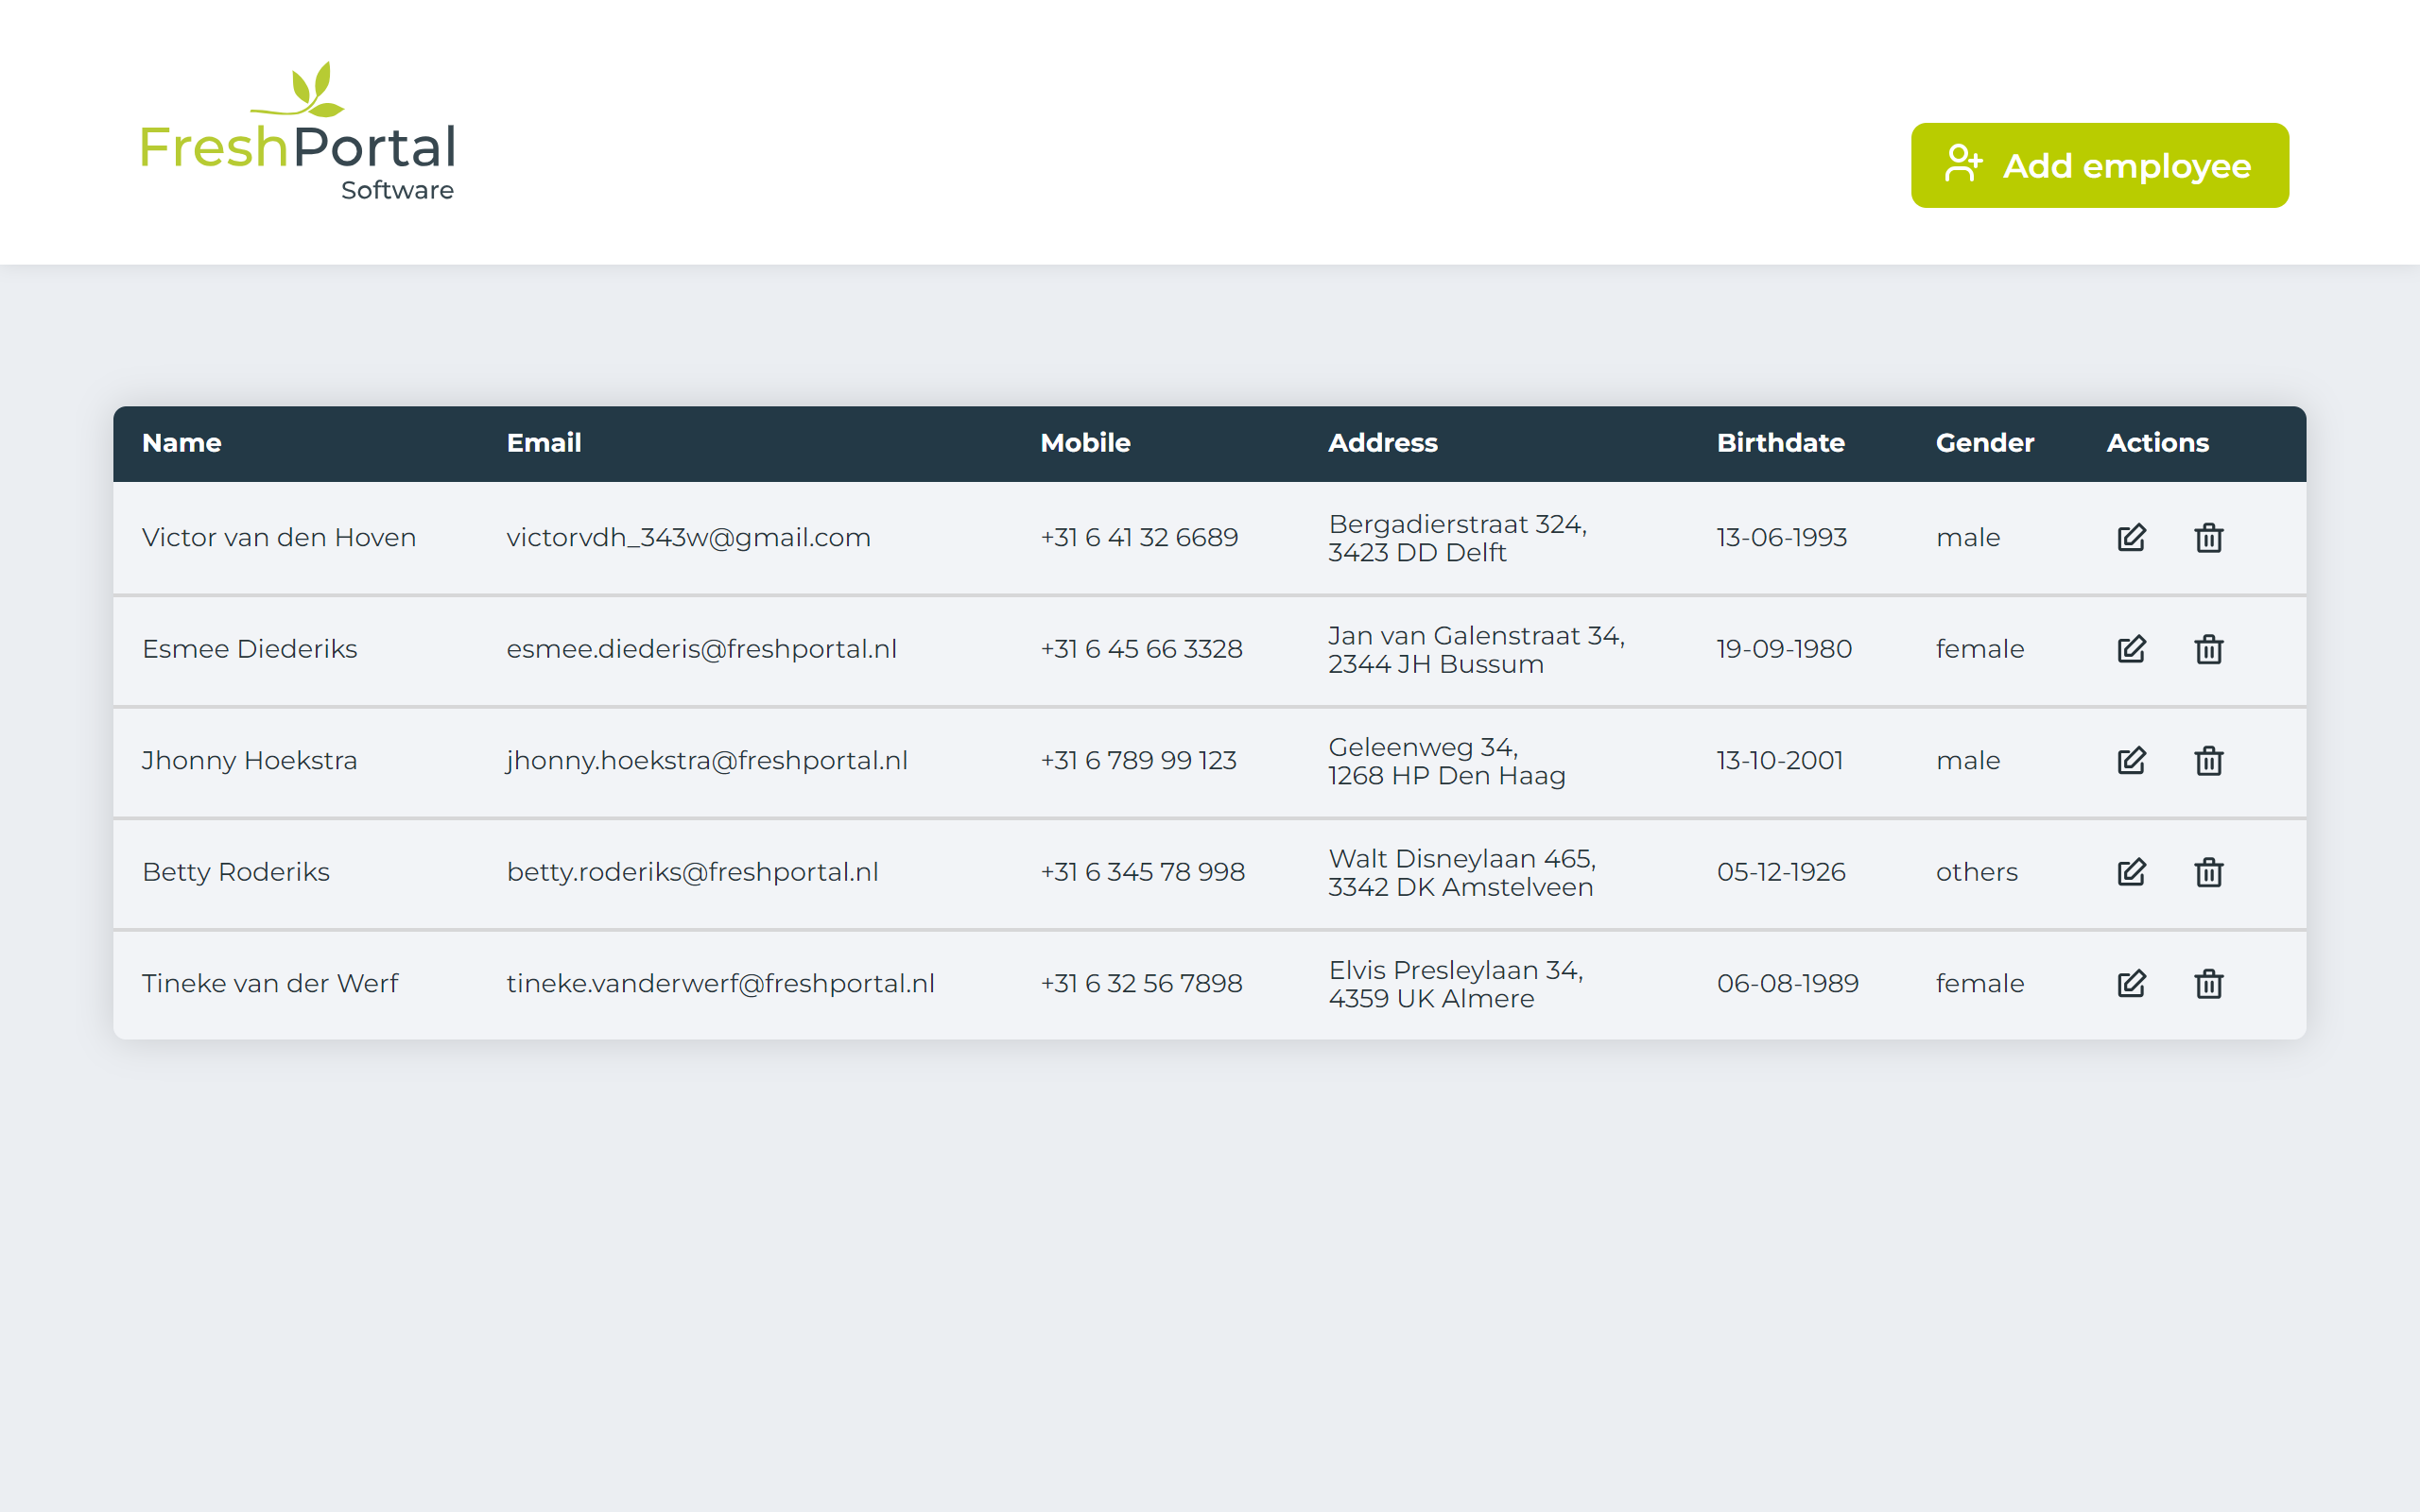 FreshPortal
Software
Add employee
Name Email Mobile Address Birthdate Gender Actions
Victor van den Hoven victorvdh_343w@gmail.com +31 6 41 32 6689 Bergadierstraat 324, 13-06-1993 male
3423 DD Delft
Esmee Diederiks esmee.diederis@freshportal.nl +31 6 45 66 3328 Jan van Galenstraat 34, 19-09-1980 female
2344 JH Bussum
Jhonny Hoekstra jhonny.hoekstra@freshportal.nl +31 6 789 99 123 Geleenweg 34, 13-10-2001 male
1268 HP Den Haag
Betty Roderiks betty.roderiks@freshportal.nl +31 6 345 78 998 Walt Disneylaan 465, 05-12-1926 others
3342 DK Amstelveen
Tineke van der Werf tineke.vanderwerf@freshportal.nl +31 6 32 56 7898 Elvis Presleylaan 34, 06-08-1989 female
4359 UK Almere